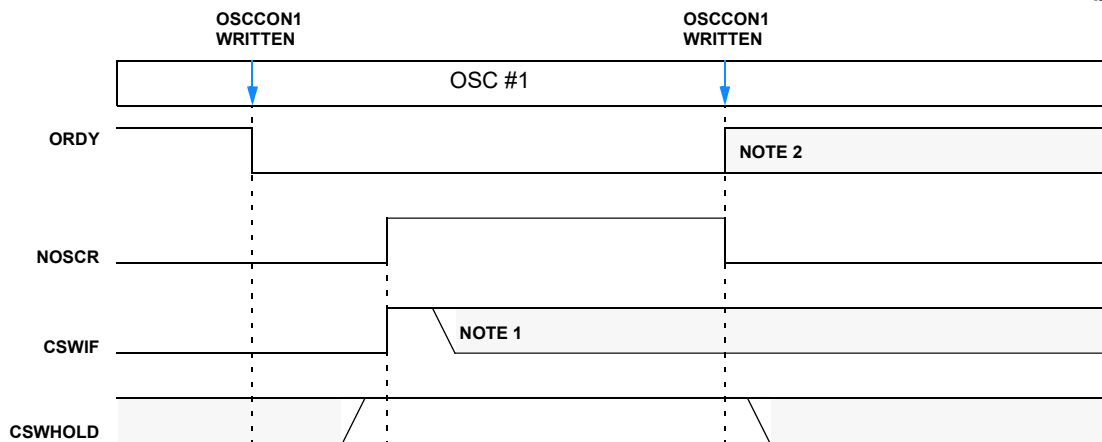 OSCCON1 OSCCON1
WRITTEN WRITTEN
OSC #1
ORDY
NOTE 2
NOSCR
NOTE 1
CSWIF
CSWHOLD